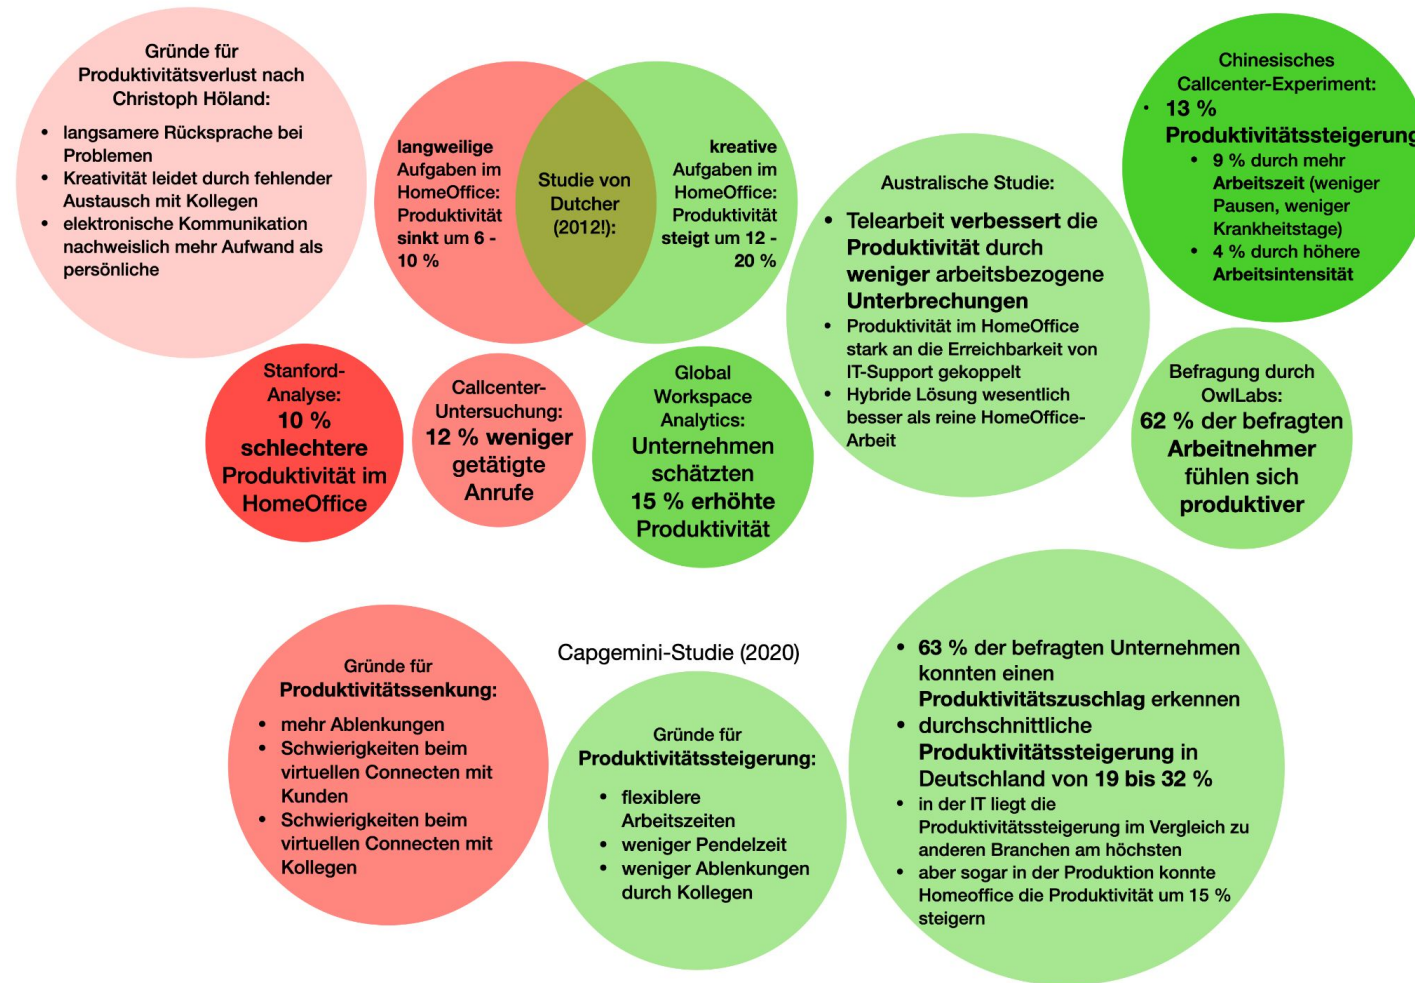 Gründe für
Produktivitätsverlust nach
Christoph Höland:
• langsamere Rücksprache bei
Problemen
• Kreativität leidet durch fehlender
Austausch mit Kollegen
• elektronische Kommunikation
nachweislich mehr Aufwand als
persönliche
langweilige
Aufgaben im
HomeOffice:
Produktivität
sinkt um 6 -
10 %
Studie von
Dutcher
(2012!):
kreative
Aufgaben im
HomeOffice:
Produktivität
steigt um 12 -
20 %
Australische Studie:
• Telearbeit verbessert die
Produktivität durch
weniger arbeitsbezogene
Unterbrechungen
• Produktivität im HomeOffice
stark an die Erreichbarkeit von
IT-Support gekoppelt
• Hybride Lösung wesentlich
besser als reine HomeOffice-
Arbeit
Chinesisches
Callcenter-Experiment:
• 13 %
Produktivitätssteigerung
• 9 % durch mehr
Arbeitszeit (weniger
Pausen, weniger
Krankheitstage)
• 4 % durch höhere
Arbeitsintensität
Stanford-
Analyse:
10 %
schlechtere
Produktivität im
HomeOffice
Callcenter-
Untersuchung:
12 % weniger
getätigte
Anrufe
Global
Workspace
Analytics:
Unternehmen
schätzten
15 % erhöhte
Produktivität
Befragung durch
OwlLabs:
62 % der befragten
Arbeitnehmer
fühlen sich
produktiver
Capgemini-Studie (2020)
Gründe für
Produktivitätssenkung:
• mehr Ablenkungen
• Schwierigkeiten beim
virtuellen Connecten mit
Kunden
• Schwierigkeiten beim
virtuellen Connecten mit
Kollegen
Gründe für
Produktivitätssteigerung:
• flexiblere
Arbeitszeiten
• weniger Pendelzeit
• weniger Ablenkungen
durch Kollegen
• 63 % der befragten Unternehmen
konnten einen
Produktivitätszuschlag erkennen
• durchschnittliche
Produktivitätssteigerung in
Deutschland von 19 bis 32 %
• in der IT liegt die
Produktivitätssteigerung im Vergleich zu
anderen Branchen am höchsten
• aber sogar in der Produktion konnte
Homeoffice die Produktivität um 15 %
steigern